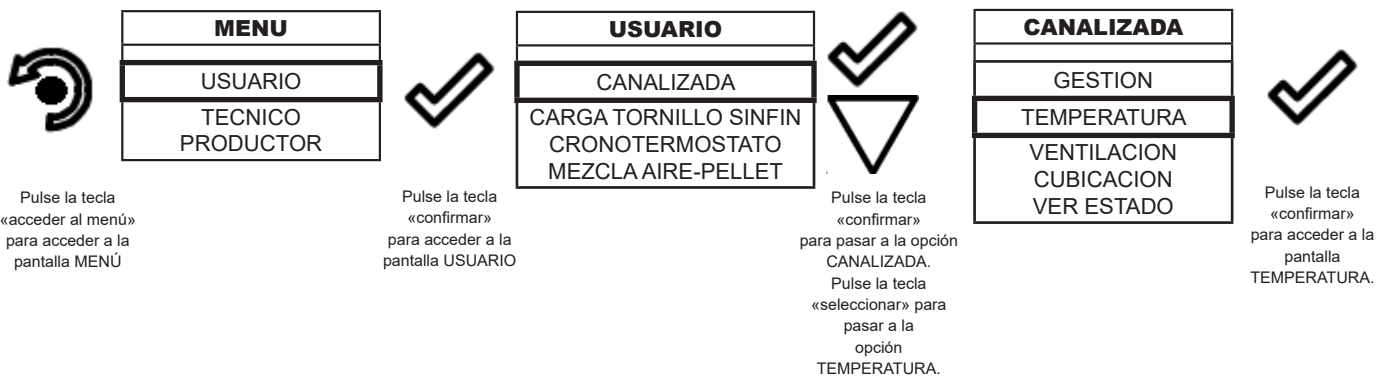 MENU
USUARIO
TECNICO
PRODUCTOR
Pulse la tecla
«acceder al menú»
para acceder a la
pantalla MENÚ
Pulse la tecla
«confirmar»
para acceder a la
pantalla USUARIO
USUARIO
CANALIZADA
CARGA TORNILLO SINFIN
CRONOTERMOSTATO
MEZCLA AIRE-PELLET
Pulse la tecla
«confirmar»
para pasar a la opción
CANALIZADA.
Pulse la tecla
«seleccionar» para
pasar a la
opción
TEMPERATURA.
CANALIZADA
GESTION
TEMPERATURA
VENTILACION
CUBICACION
VER ESTADO
Pulse la tecla
«confirmar»
para acceder a la
pantalla
TEMPERATURA.